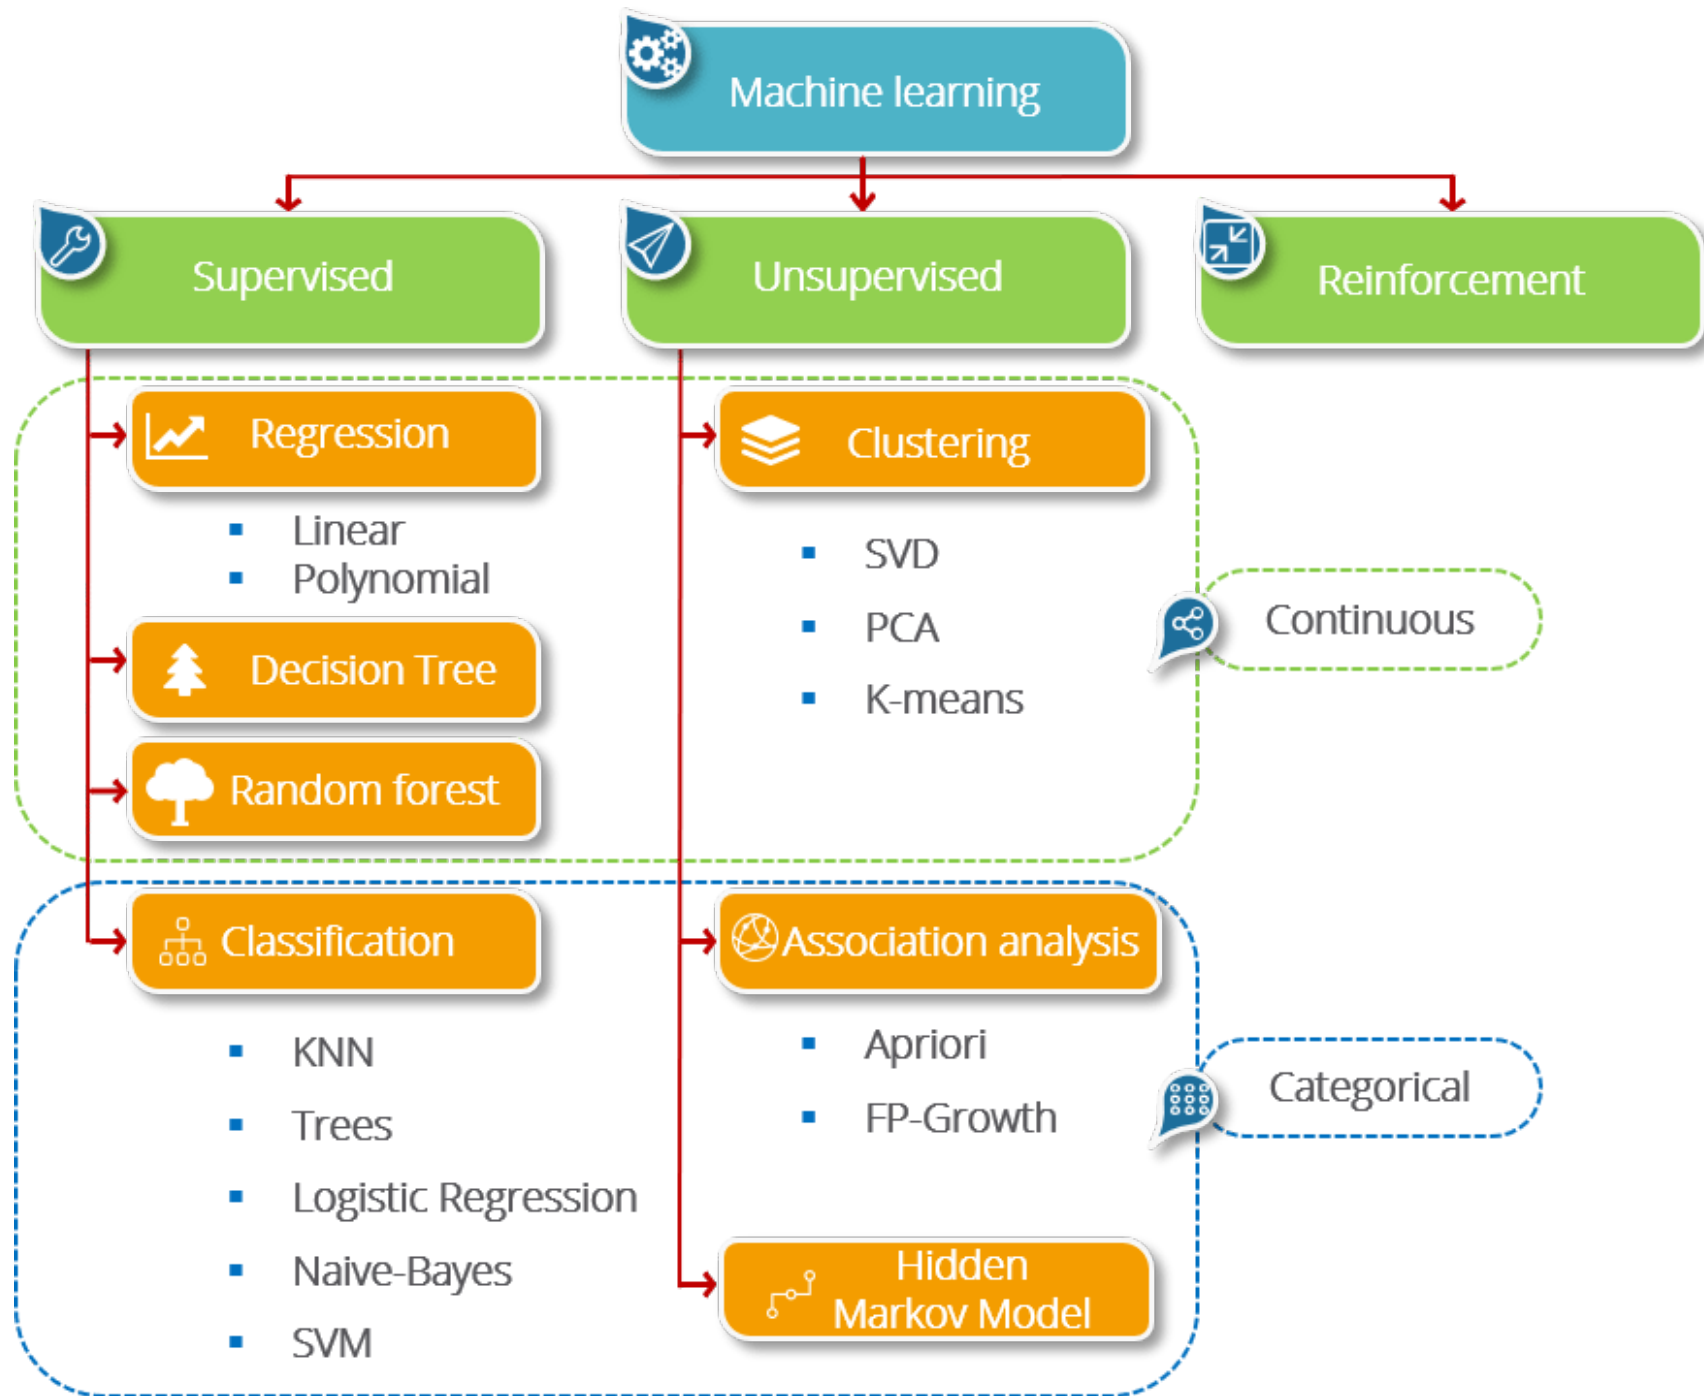 Machine learning
Supervised
Unsupervised
Reinforcement
Regression
Linear
Polynomial
Decision Tree
Random forest
Clustering
SVD
PCA
K-means
Continuous
Classification
KNN
Trees
Logistic Regression
Naive-Bayes
SVM
Association analysis
Apriori
FP-Growth
Hidden
Markov Model
Categorical